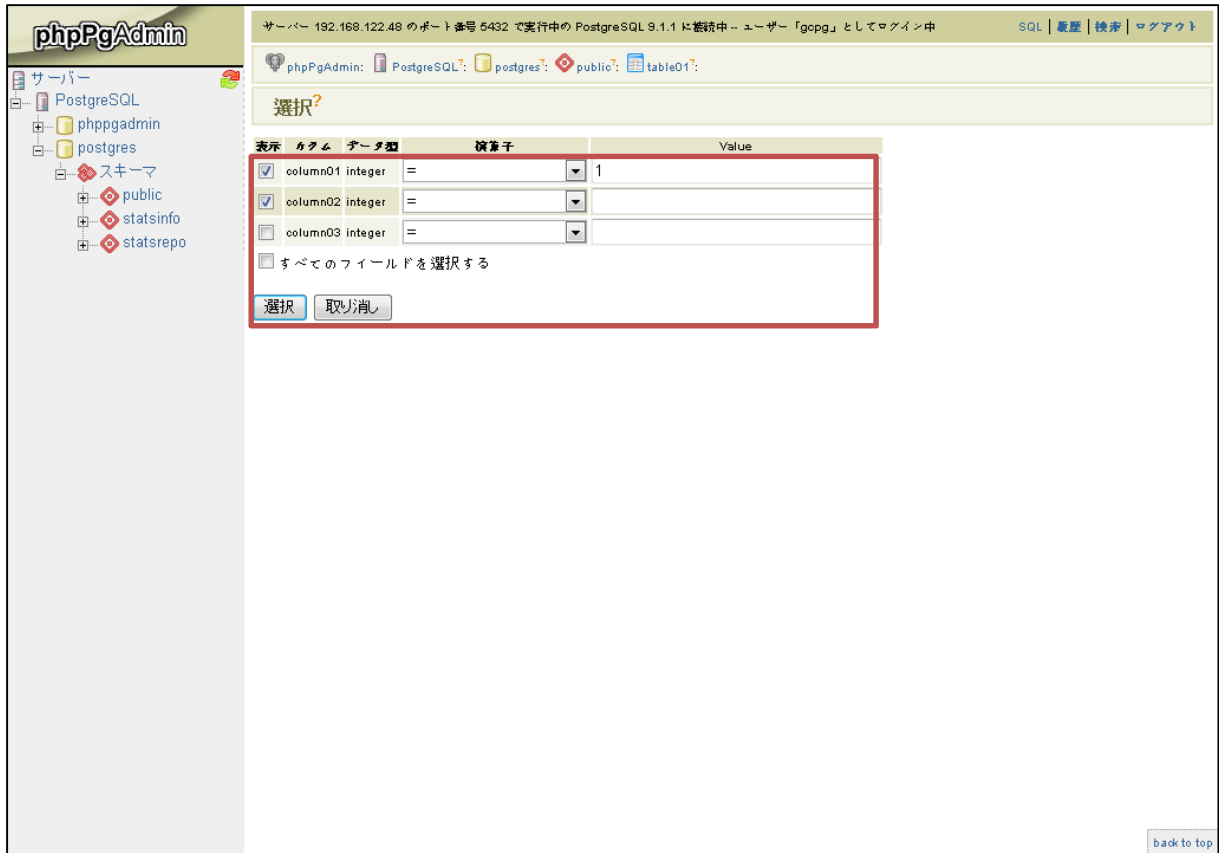 phpPgAdmin
サーバー
PostgreSQL
phppgadmin
postgres
スキーマ
public
statsinfo
statsrepo
サーバー 192.168.122.48 のポート番号 5432 で実行中の PostgreSQL 9.1.1 に接続中 -- ユーザー「gopg」としてログイン中
SQL | 履歴 | 検索 | ログアウト
phpPgAdmin: PostgreSQL?: postgres?: public?: table01?:
選択?
表示 カラム データ型 演算子 Value
column01 integer = 1
column02 integer =
column03 integer =
すべてのフィールドを選択する
選択 取り消し
back to top